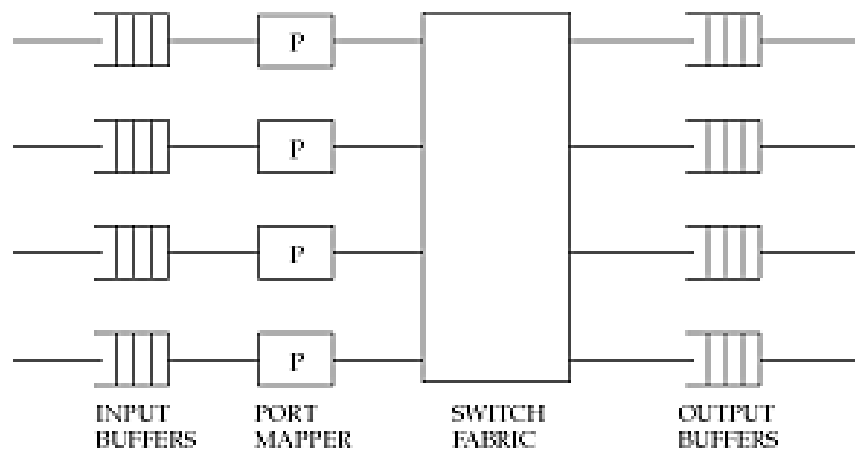 P
P
P
P
INPUT BUFFERS
PORT MAPPER
SWITCH FABRIC
OUTPUT BUFFERS